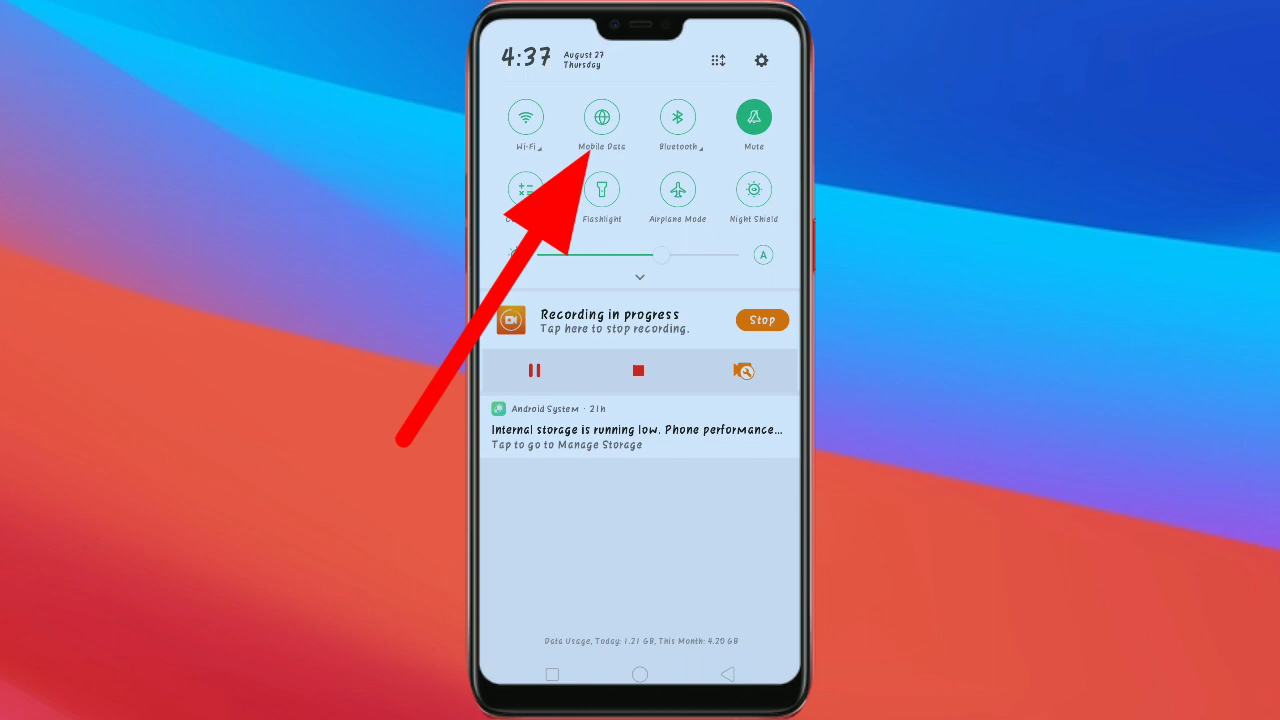 4:37
August 27
Thursday
Wi-Fi
Mobile Data
Bluetooth
Mute
Flashlight
Airplane Mode
Night Shield
A
Recording in progress
Tap here to stop recording.
Stop
Android System · 21h
Internal storage is running low. Phone performance...
Tap to go to Manage Storage
Data Usage, Today: 1.21 GB, This Month: 4.20 GB